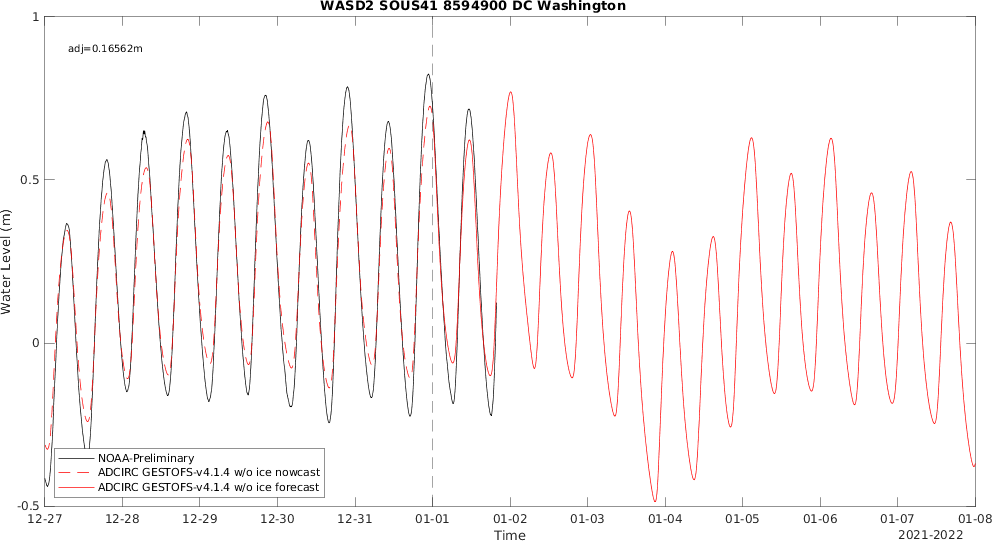 WASD2 SOUS41 8594900 DC Washington
adj=0.16562m
1
0.5
0
-0.5
Water Level (m)
NOAA-Preliminary
ADCIRC GESTOFS-v4.1.4 w/o ice nowcast
ADCIRC GESTOFS-v4.1.4 w/o ice forecast
12-27 12-28 12-29 12-30 12-31 01-01 01-02 01-03 01-04 01-05 01-06 01-07 01-08
Time
2021-2022